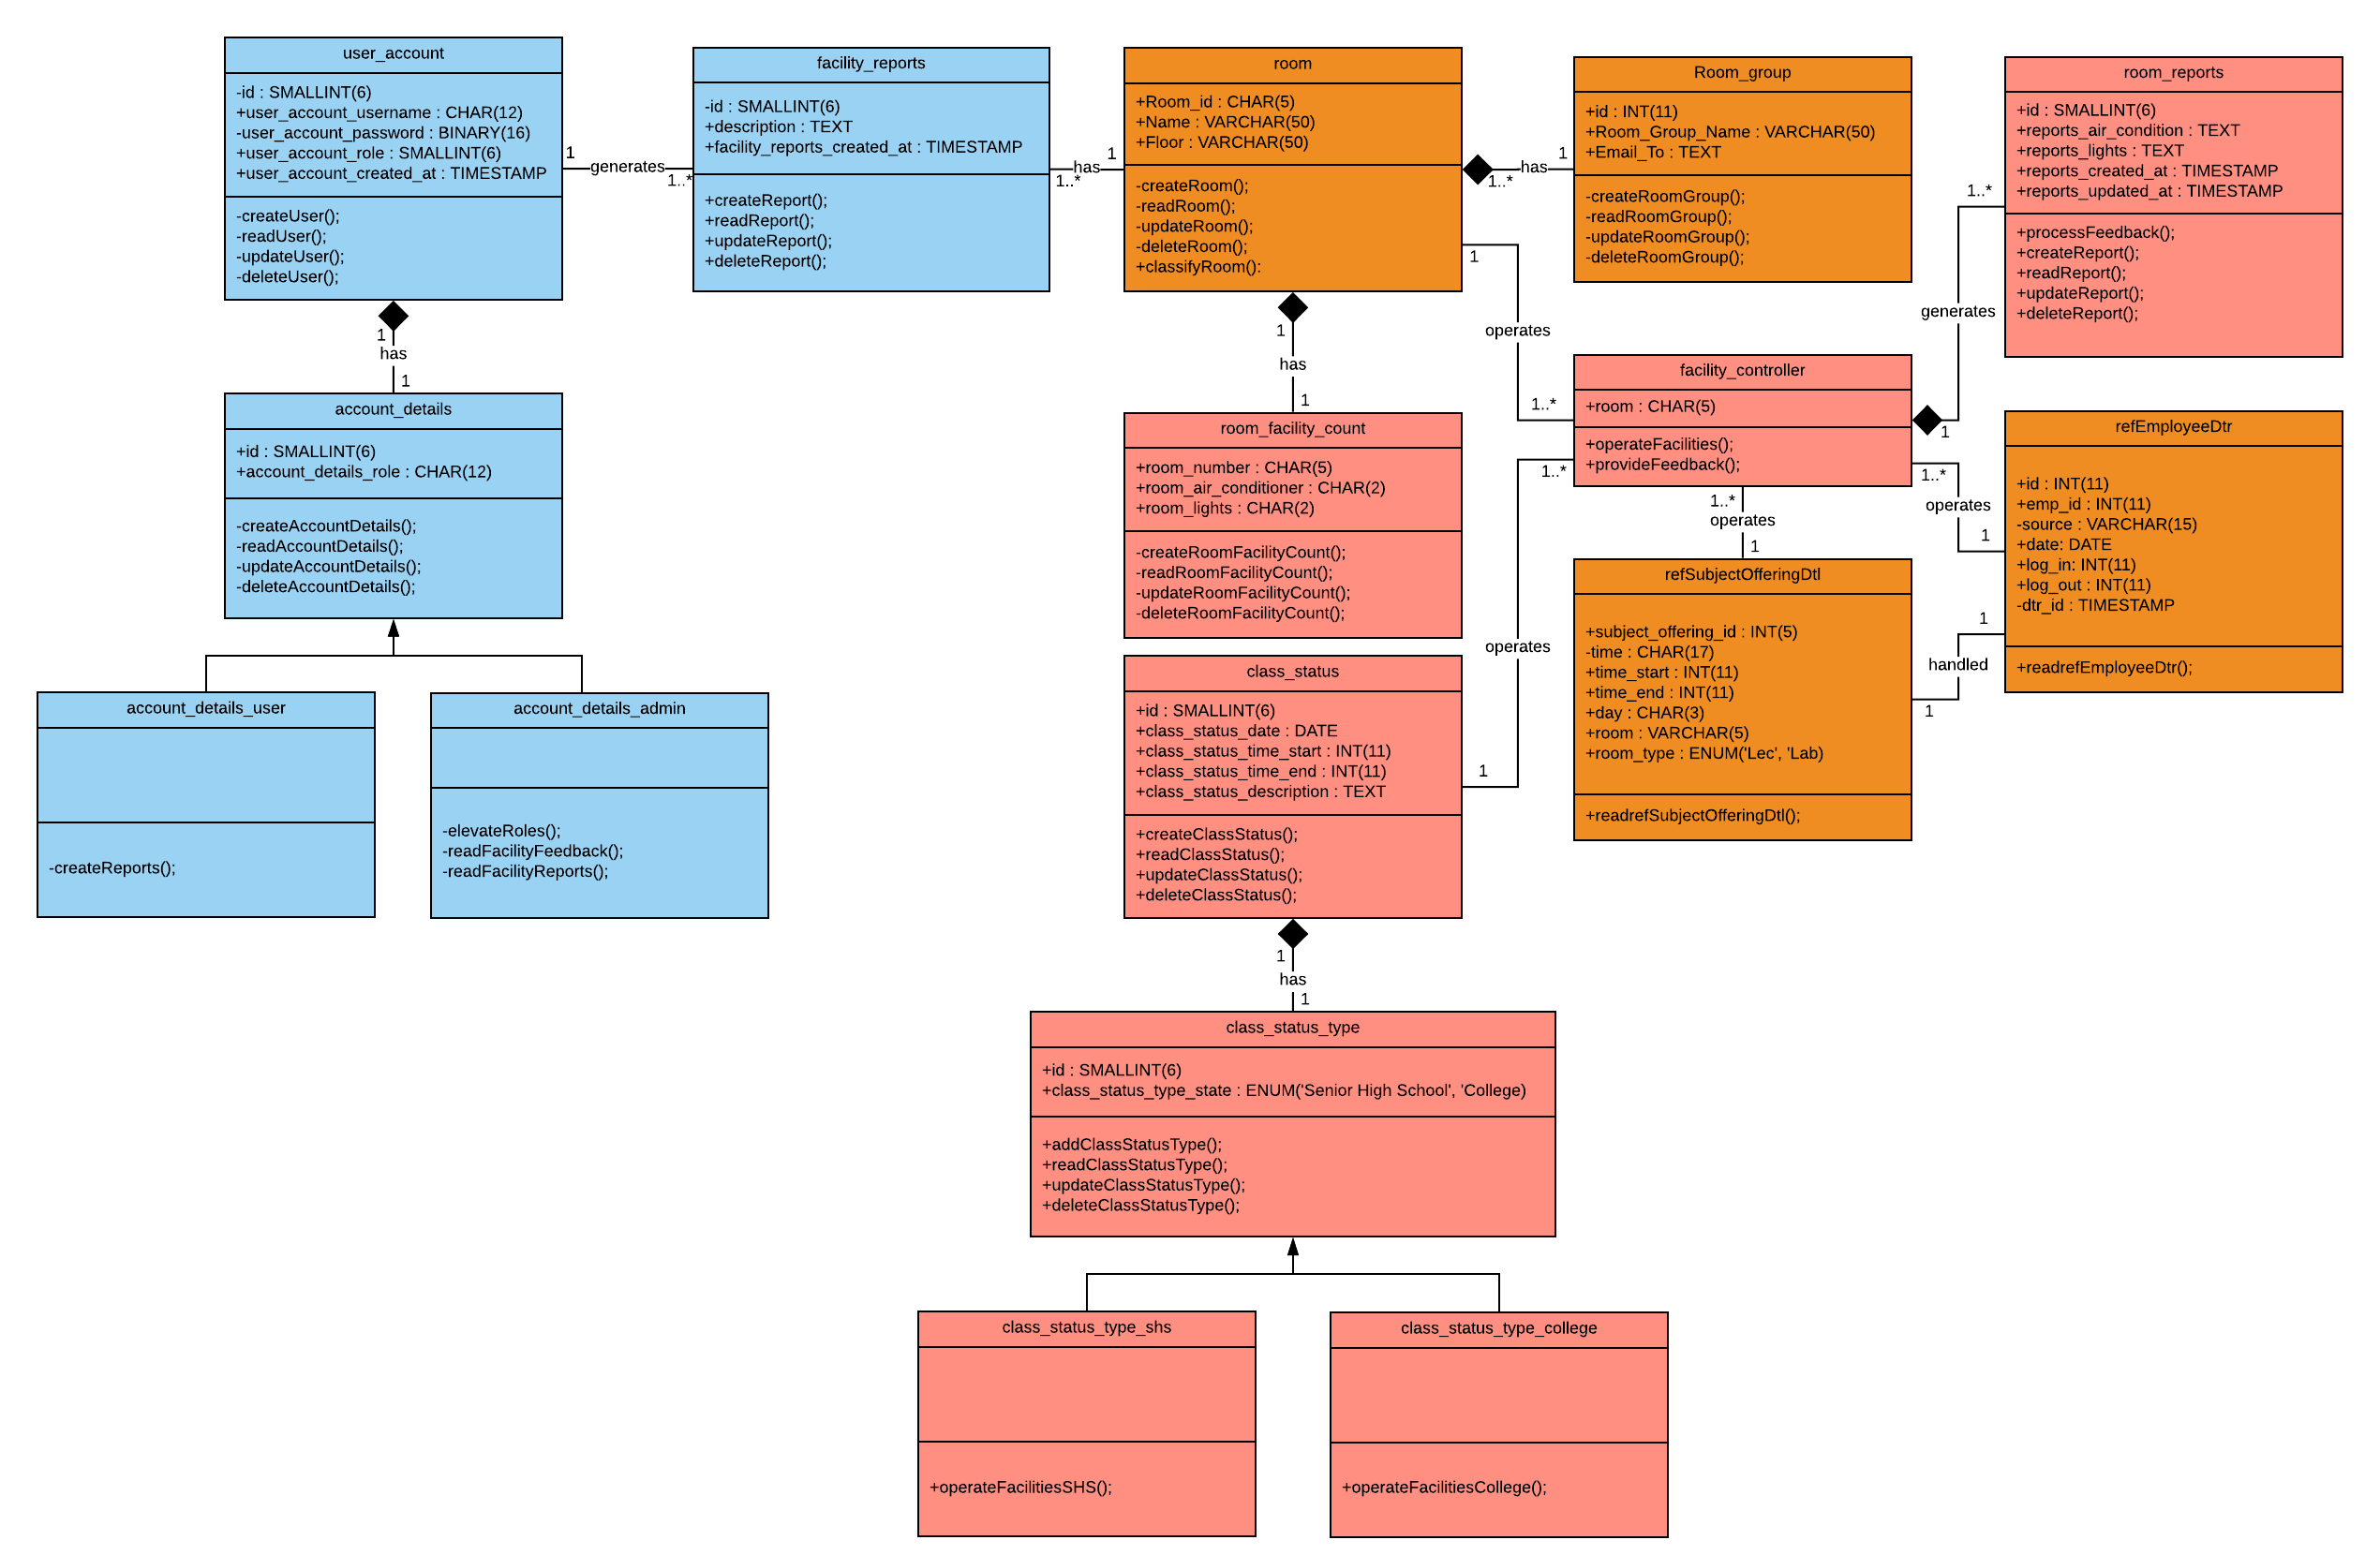 user_account
-id : SMALLINT(6)
+user_account_username : CHAR(12)
-user_account_password : BINARY(16)
+user_account_role : SMALLINT(6)
+user_account_created_at : TIMESTAMP
-createUser();
-readUser();
-updateUser();
-deleteUser();
1
generates
1..*
facility_reports
-id : SMALLINT(6)
+description : TEXT
+facility_reports_created_at : TIMESTAMP
+createReport();
+readReport();
+updateReport();
+deleteReport();
1..*
has
1
room
+Room_id : CHAR(5)
+Name : VARCHAR(50)
+Floor : VARCHAR(50)
-createRoom();
-readRoom();
-updateRoom();
-deleteRoom();
+classifyRoom():
1..*
has
1
Room_group
+id : INT(11)
+Room_Group_Name : VARCHAR(50)
+Email_To : TEXT
-createRoomGroup();
-readRoomGroup();
-updateRoomGroup();
-deleteRoomGroup();
room_reports
+id : SMALLINT(6)
+reports_air_condition : TEXT
+reports_lights : TEXT
+reports_created_at : TIMESTAMP
+reports_updated_at : TIMESTAMP
+processFeedback();
+createReport();
+readReport();
+updateReport();
+deleteReport();
1..*
generates
1
1
operates
1..*
1
has
1
account_details
+id : SMALLINT(6)
+account_details_role : CHAR(12)
-createAccountDetails();
-readAccountDetails();
-updateAccountDetails();
-deleteAccountDetails();
1
has
1
room_facility_count
+room_number : CHAR(5)
+room_air_conditioner : CHAR(2)
+room_lights : CHAR(2)
-createRoomFacilityCount();
-readRoomFacilityCount();
-updateRoomFacilityCount();
-deleteRoomFacilityCount();
facility_controller
+room : CHAR(5)
+operateFacilities();
+provideFeedback();
1..*
operates
1
1..*
operates
1
1..*
operates
1
refEmployeeDtr
+id : INT(11)
+emp_id : INT(11)
-source : VARCHAR(15)
+date: DATE
+log_in: INT(11)
+log_out : INT(11)
-dtr_id : TIMESTAMP
+readrefEmployeeDtr();
1
handled
1
refSubjectOfferingDtl
+subject_offering_id : INT(5)
-time : CHAR(17)
+time_start : INT(11)
+time_end : INT(11)
+day : CHAR(3)
+room : VARCHAR(5)
+room_type : ENUM('Lec', 'Lab)
+readrefSubjectOfferingDtl();
account_details_user
-createReports();
account_details_admin
-elevateRoles();
-readFacilityFeedback();
-readFacilityReports();
class_status
+id : SMALLINT(6)
+class_status_date : DATE
+class_status_time_start : INT(11)
+class_status_time_end : INT(11)
+class_status_description : TEXT
+createClassStatus();
+readClassStatus();
+updateClassStatus();
+deleteClassStatus();
1
has
1
class_status_type
+id : SMALLINT(6)
+class_status_type_state : ENUM('Senior High School', 'College)
+addClassStatusType();
+readClassStatusType();
+updateClassStatusType();
+deleteClassStatusType();
class_status_type_shs
+operateFacilitiesSHS();
class_status_type_college
+operateFacilitiesCollege();